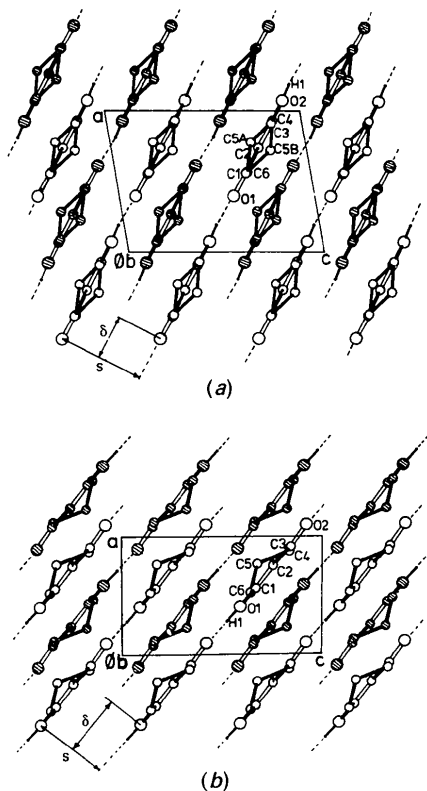 H1
O2
a
C4
C3
C5A
C2
C5B
C1 C6
O1
Øb
c
δ
s
(a)
a
O2
C3
C4
C5
C2
C6 C1
O1
H1
Øb
c
δ
s
(b)